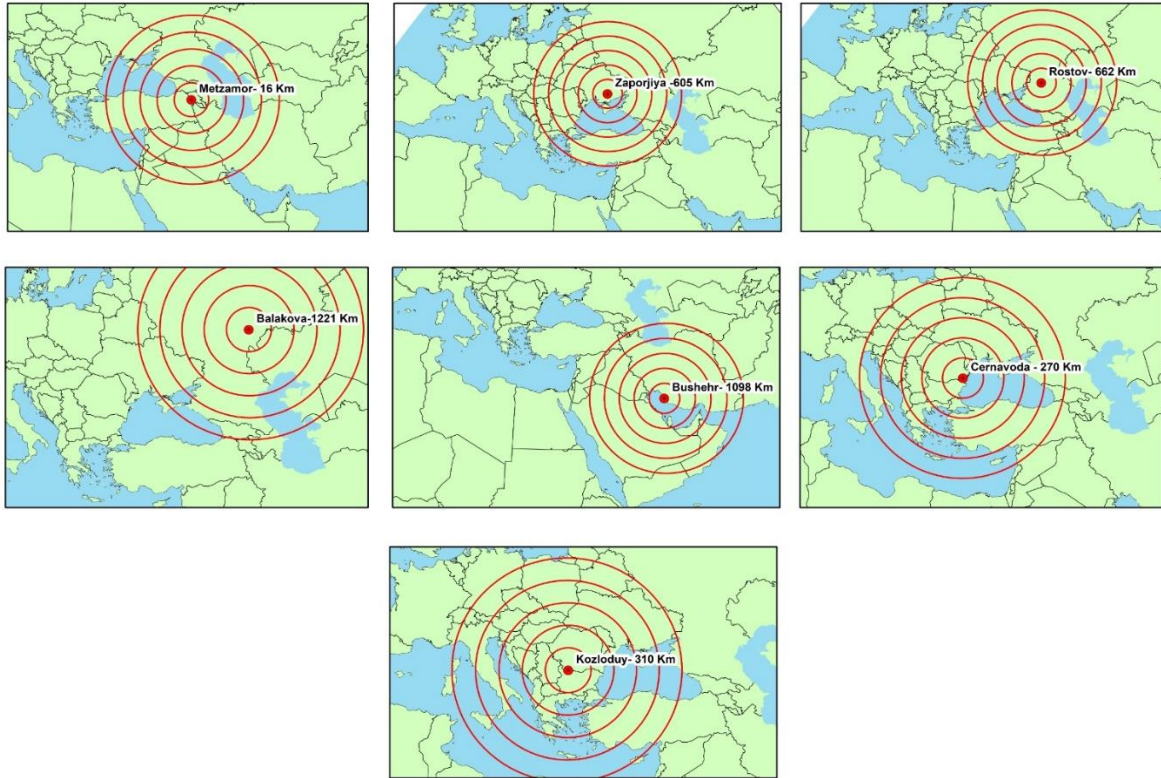 Metzamor- 16 Km
Zaporjiya -605 Km
Rostov- 662 Km
Balakova-1221 Km
Bushehr- 1098 Km
Cernavoda - 270 Km
Kozloduy- 310 Km